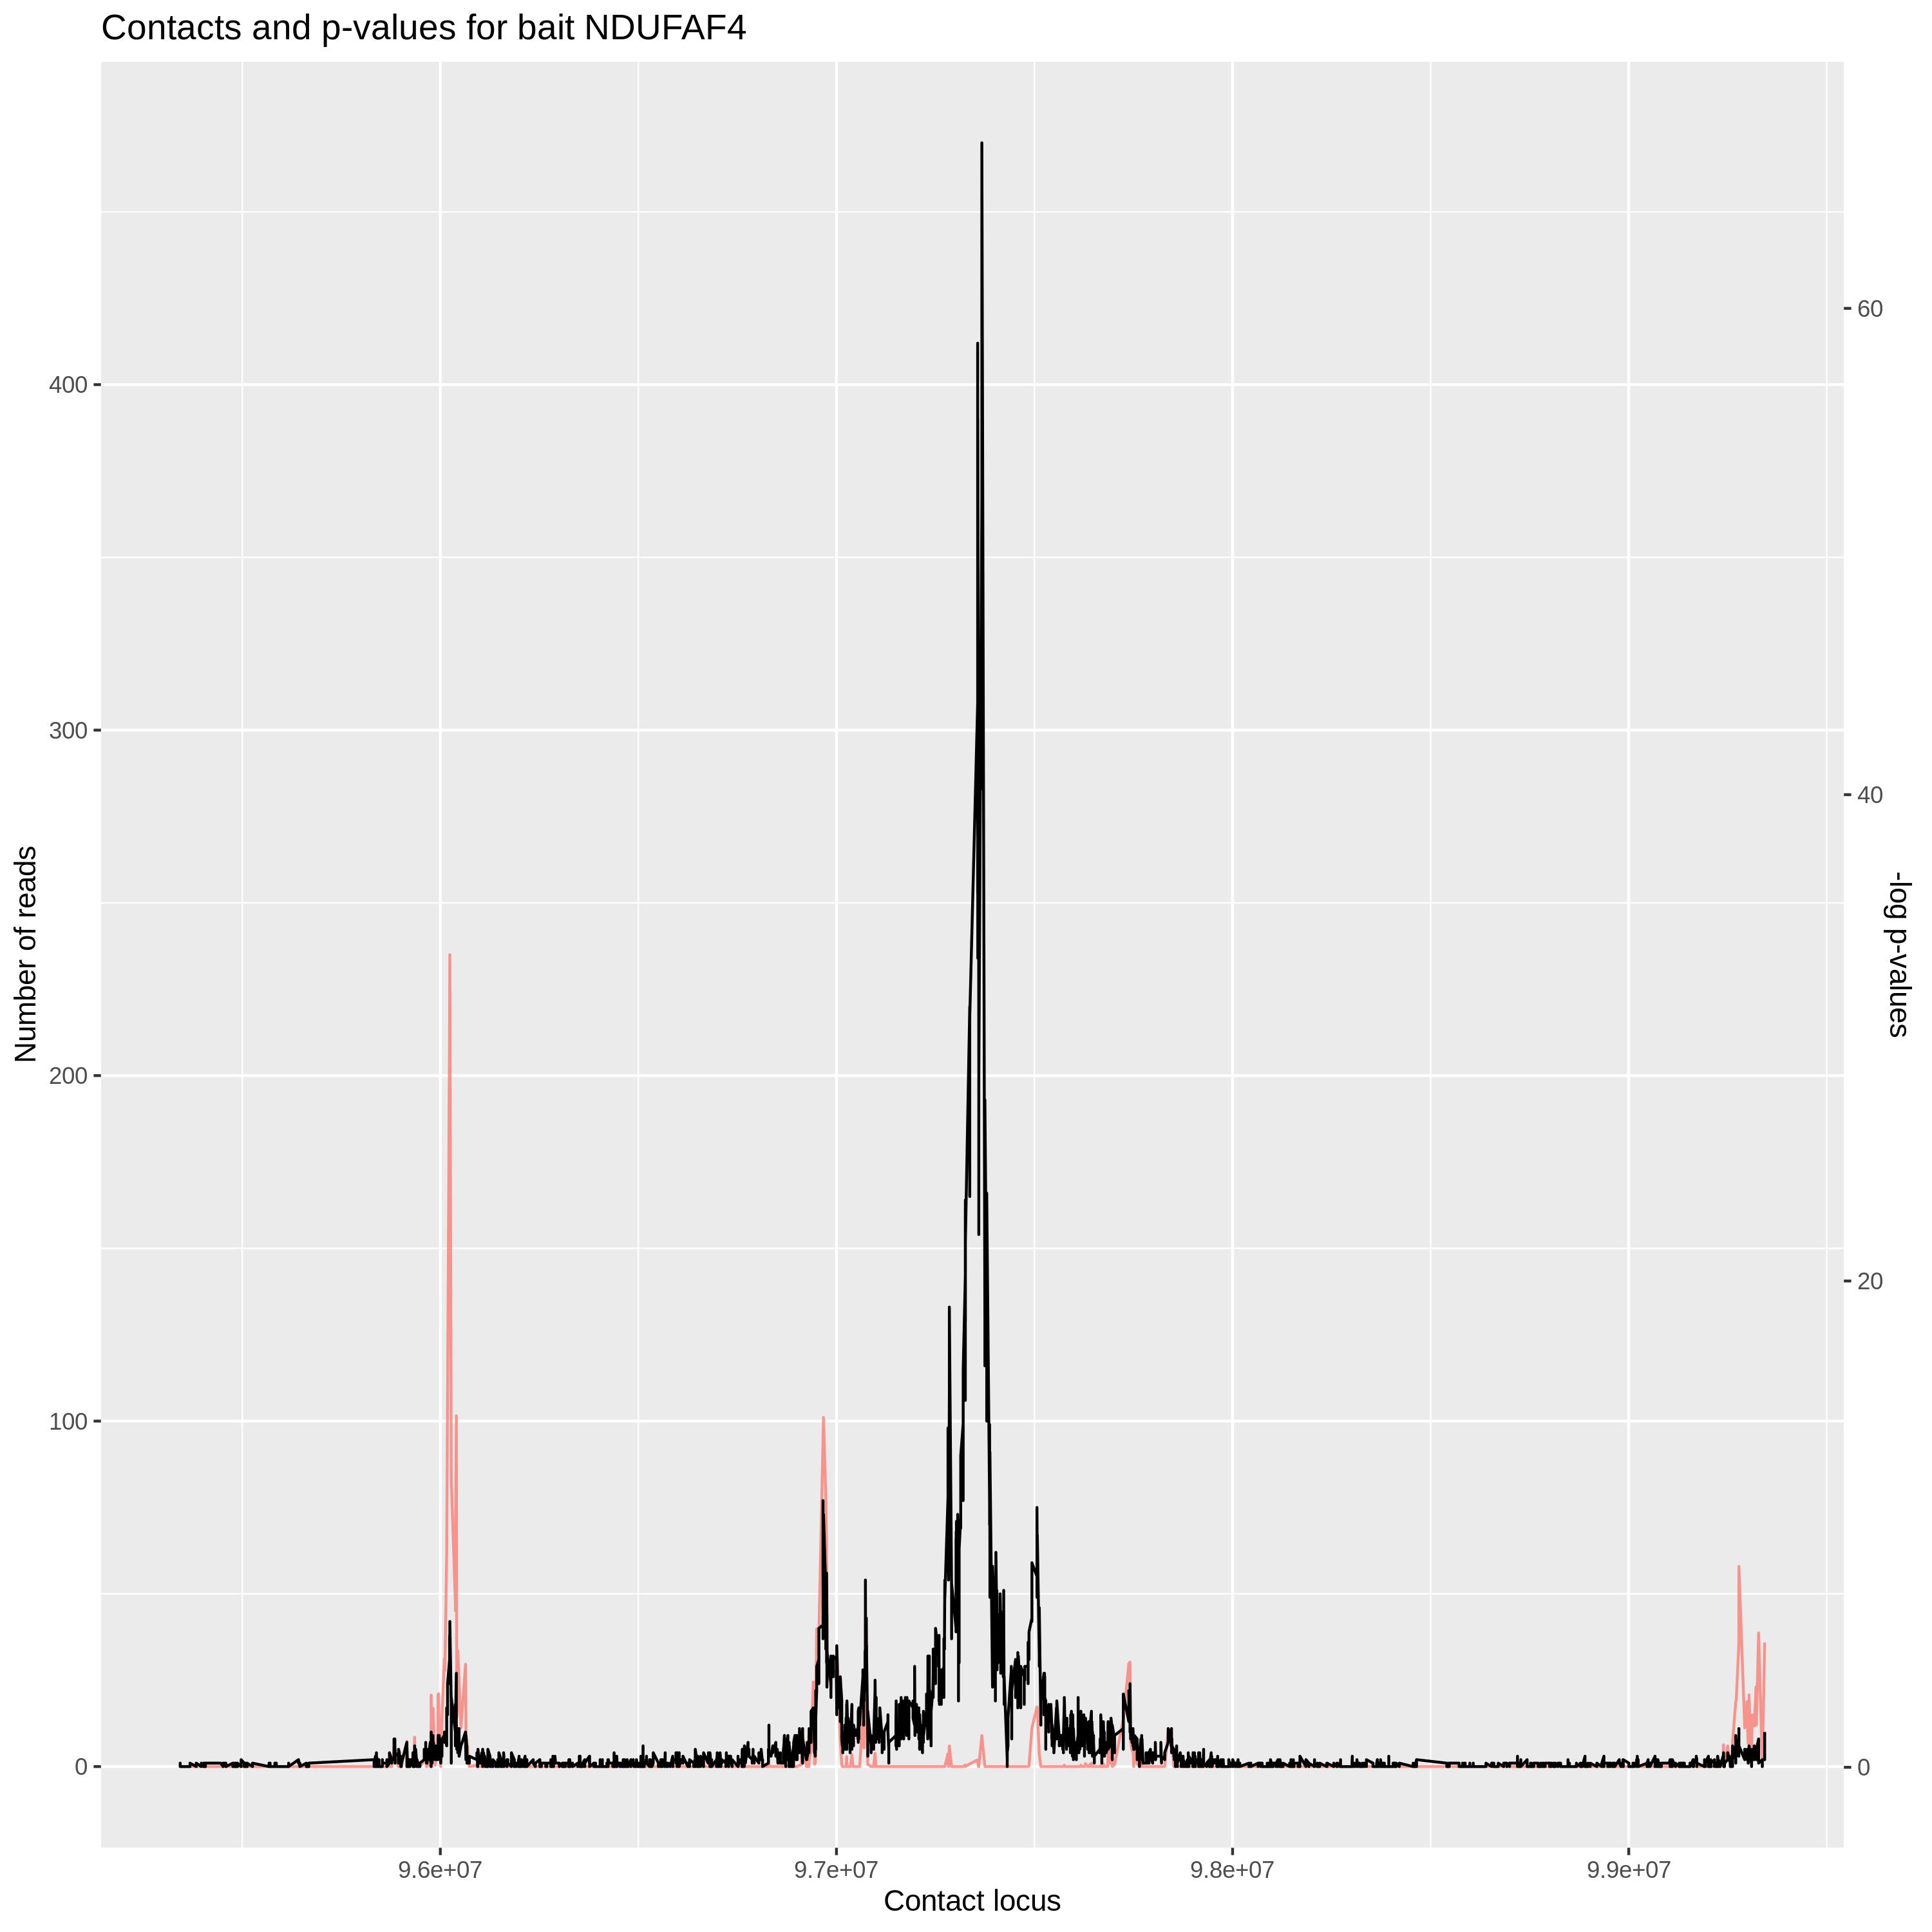 Contacts and p-values for bait NDUFAF4
Number of reads
400
300
200
100
0
60
40
20
0
-log p-values
9.6e+07 9.7e+07 9.8e+07 9.9e+07
Contact locus